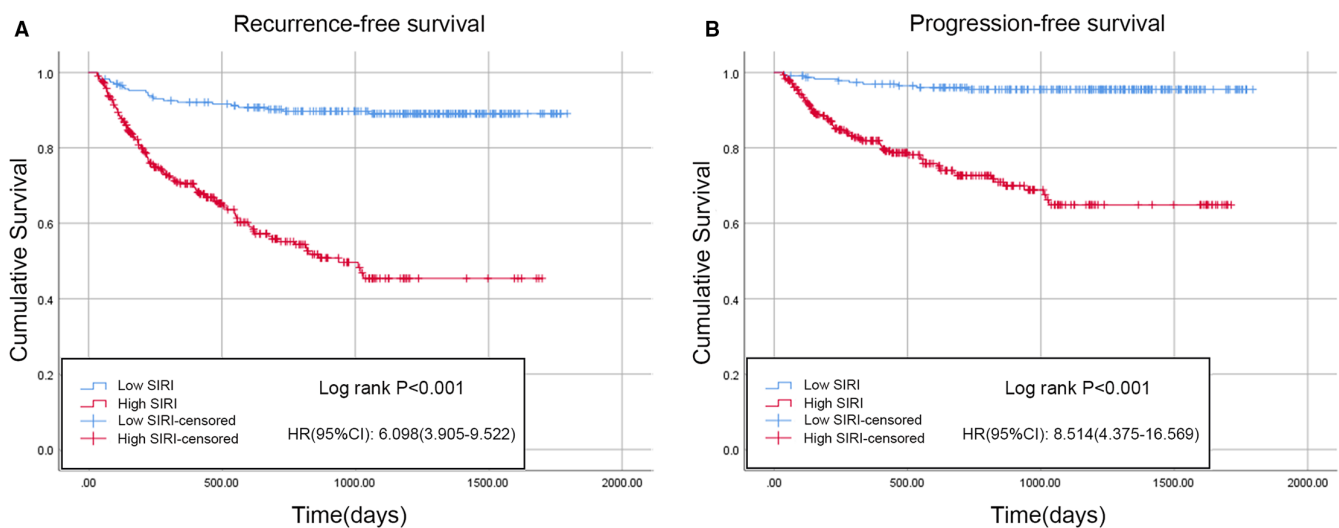 A
Recurrence-free survival
Cumulative Survival
1.0
0.8
0.6
0.4
0.2
0.0
Low SIRI
High SIRI
Low SIRI-censored
High SIRI-censored
Log rank P<0.001
HR(95%CI): 6.098(3.905-9.522)
.00 500.00 1000.00 1500.00 2000.00
Time(days)
B
Progression-free survival
Cumulative Survival
1.0
0.8
0.6
0.4
0.2
0.0
Low SIRI
High SIRI
Low SIRI-censored
High SIRI-censored
Log rank P<0.001
HR(95%CI): 8.514(4.375-16.569)
.00 500.00 1000.00 1500.00 2000.00
Time(days)